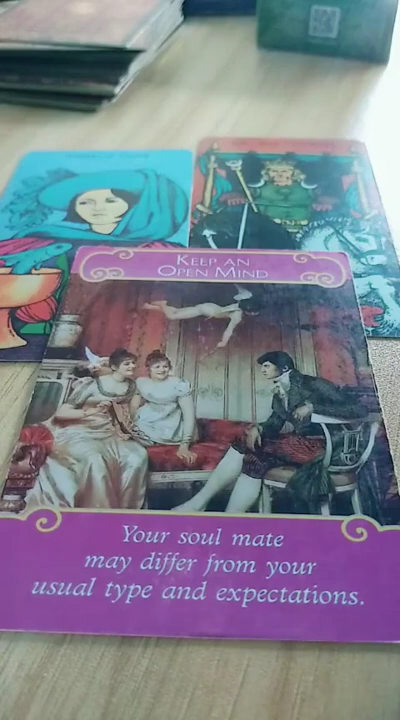 KEEP AN
OPEN MIND
Your soul mate
may differ from your
usual type and expectations.